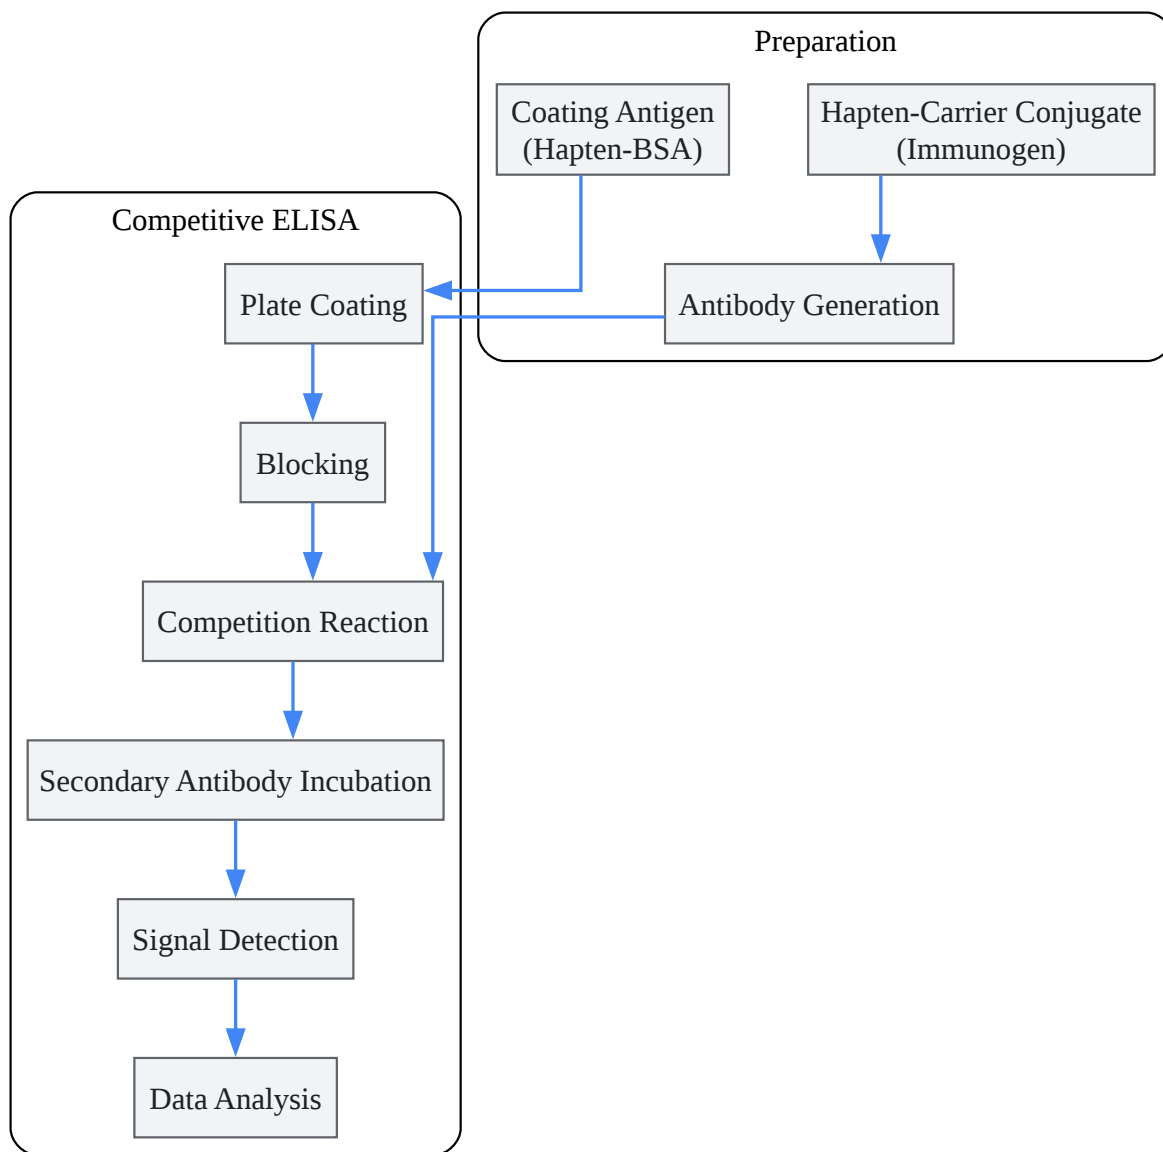 Preparation
Coating Antigen
(Hapten-BSA)
Hapten-Carrier Conjugate
(Immunogen)
Antibody Generation
Competitive ELISA
Plate Coating
Blocking
Competition Reaction
Secondary Antibody Incubation
Signal Detection
Data Analysis